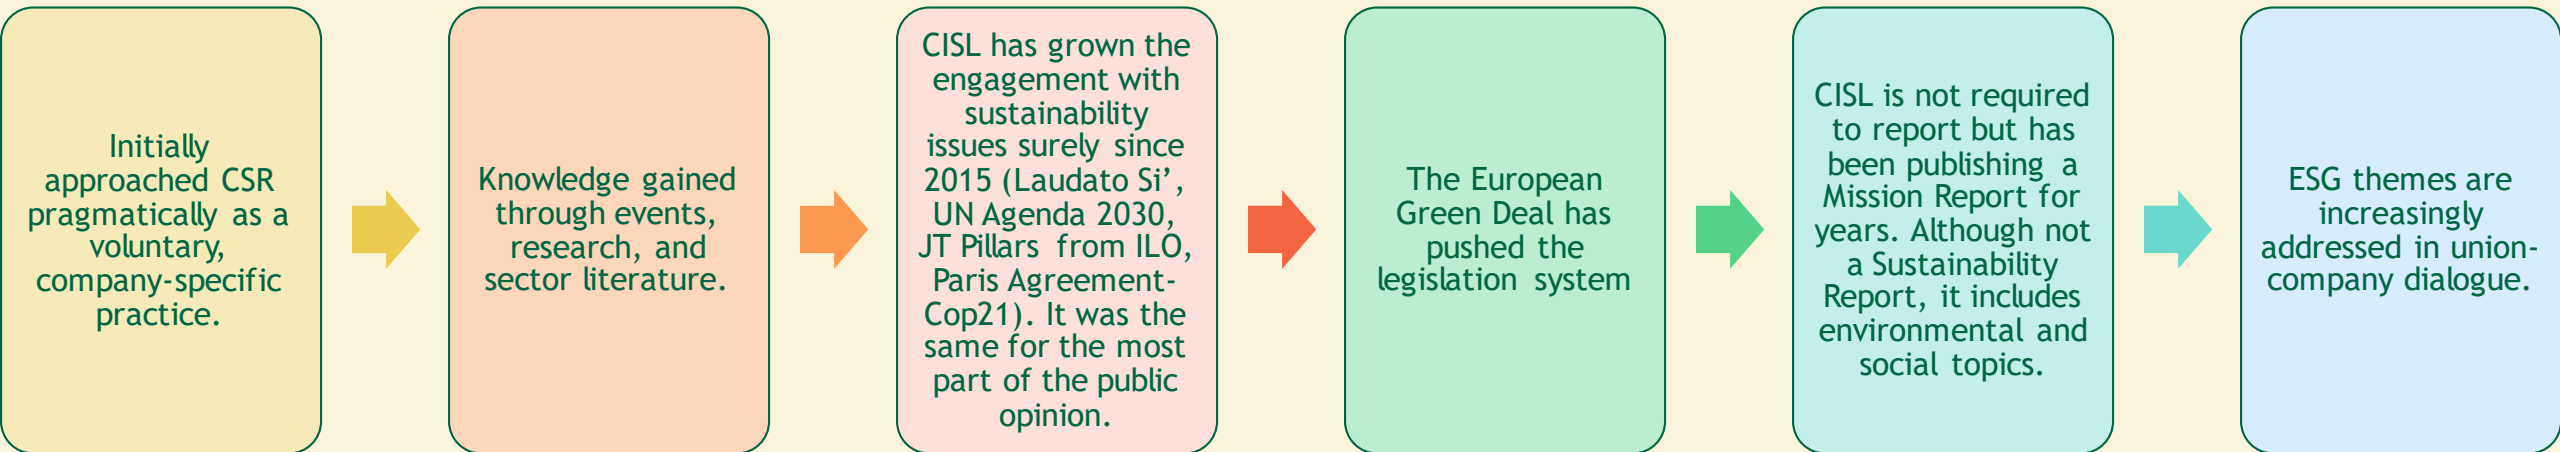 Initially
approached CSR
pragmatically as a
voluntary,
company-specific
practice.
Knowledge gained
through events,
research, and
sector literature.
CISL has grown the
engagement with
sustainability
issues surely since
2015 (Laudato Si’,
UN Agenda 2030,
JT Pillars from ILO,
Paris Agreement-
Cop21). It was the
same for the most
part of the public
opinion.
The European
Green Deal has
pushed the
legislation system
CISL is not required
to report but has
been publishing a
Mission Report for
years. Although not
a Sustainability
Report, it includes
environmental and
social topics.
ESG themes are
increasingly
addressed in union-
company dialogue.